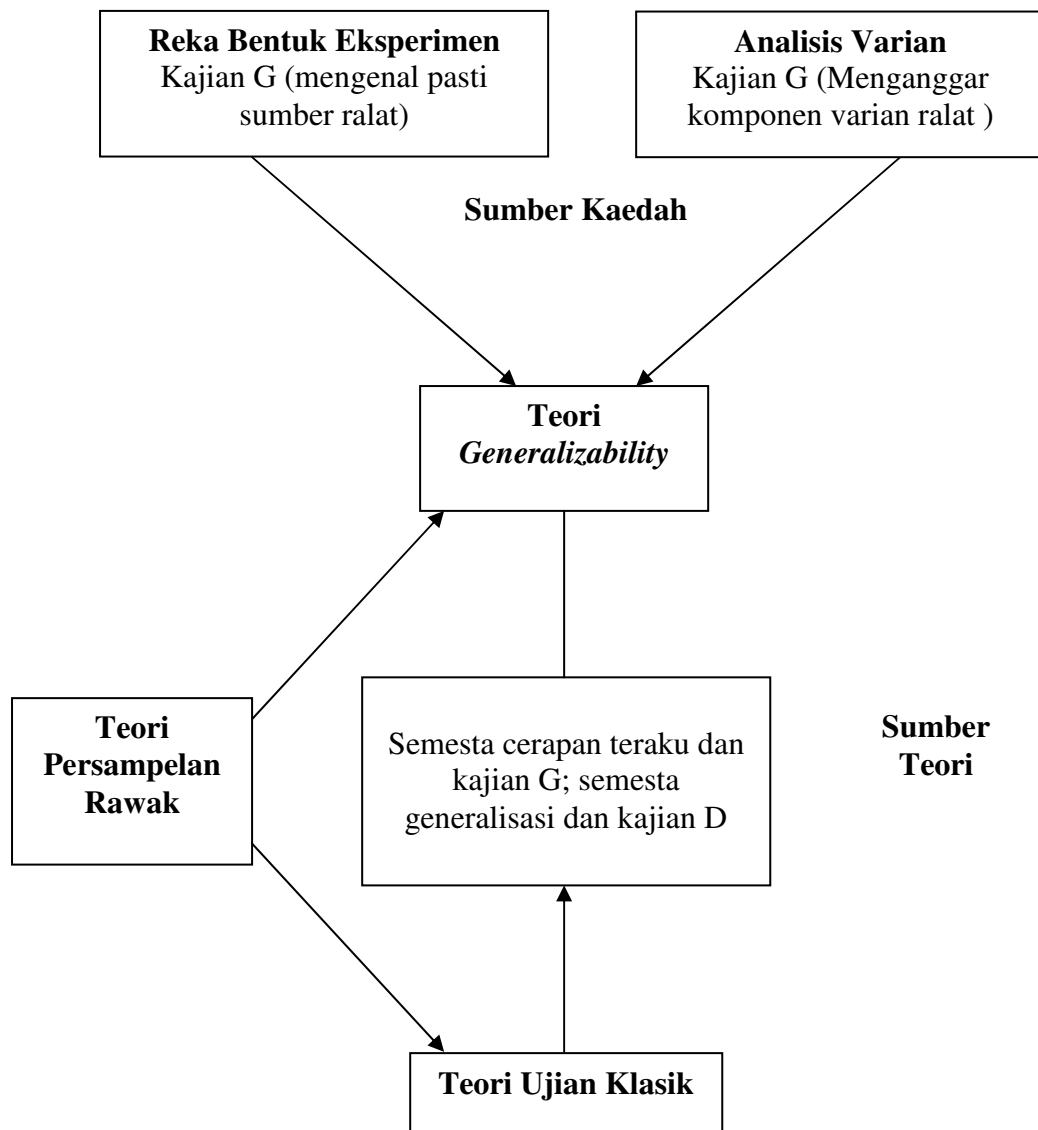 Reka Bentuk Eksperimen
Kajian G (mengenal pasti
sumber ralat)
Analisis Varian
Kajian G (Menganggar
komponen varian ralat )
Sumber Kaedah
Teori
Generalizability
Teori
Persampelan
Rawak
Semesta cerapan teraku dan
kajian G; semesta
generalisasi dan kajian D
Sumber
Teori
Teori Ujian Klasik